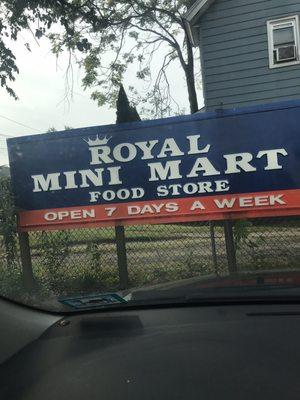 ROYAL
MINI MART
FOOD STORE
OPEN 7 DAYS A WEEK